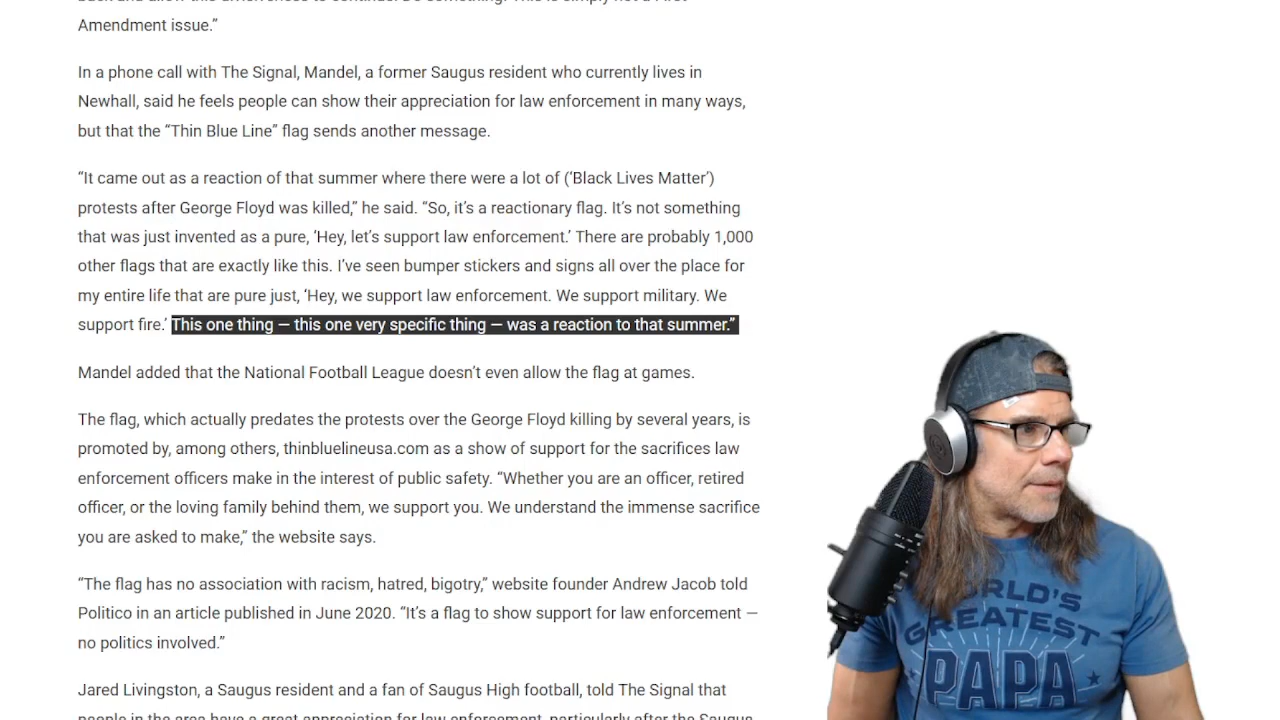 Amendment issue.”
In a phone call with The Signal, Mandel, a former Saugus resident who currently lives in
Newhall, said he feels people can show their appreciation for law enforcement in many ways,
but that the “Thin Blue Line” flag sends another message.
“It came out as a reaction of that summer where there were a lot of (‘Black Lives Matter’)
protests after George Floyd was killed,” he said. “So, it’s a reactionary flag. It’s not something
that was just invented as a pure, ‘Hey, let’s support law enforcement.’ There are probably 1,000
other flags that are exactly like this. I’ve seen bumper stickers and signs all over the place for
my entire life that are pure just, ‘Hey, we support law enforcement. We support military. We
support fire.’ This one thing — this one very specific thing — was a reaction to that summer.”
Mandel added that the National Football League doesn’t even allow the flag at games.
The flag, which actually predates the protests over the George Floyd killing by several years, is
promoted by, among others, thinbluelineusa.com as a show of support for the sacrifices law
enforcement officers make in the interest of public safety. “Whether you are an officer, retired
officer, or the loving family behind them, we support you. We understand the immense sacrifice
you are asked to make,” the website says.
“The flag has no association with racism, hatred, bigotry,” website founder Andrew Jacob told
Politico in an article published in June 2020. “It’s a flag to show support for law enforcement —
no politics involved.”
Jared Livingston, a Saugus resident and a fan of Saugus High football, told The Signal that
people in the area have a great appreciation for law enforcement, particularly after the Saugus
GREATEST
PAPA